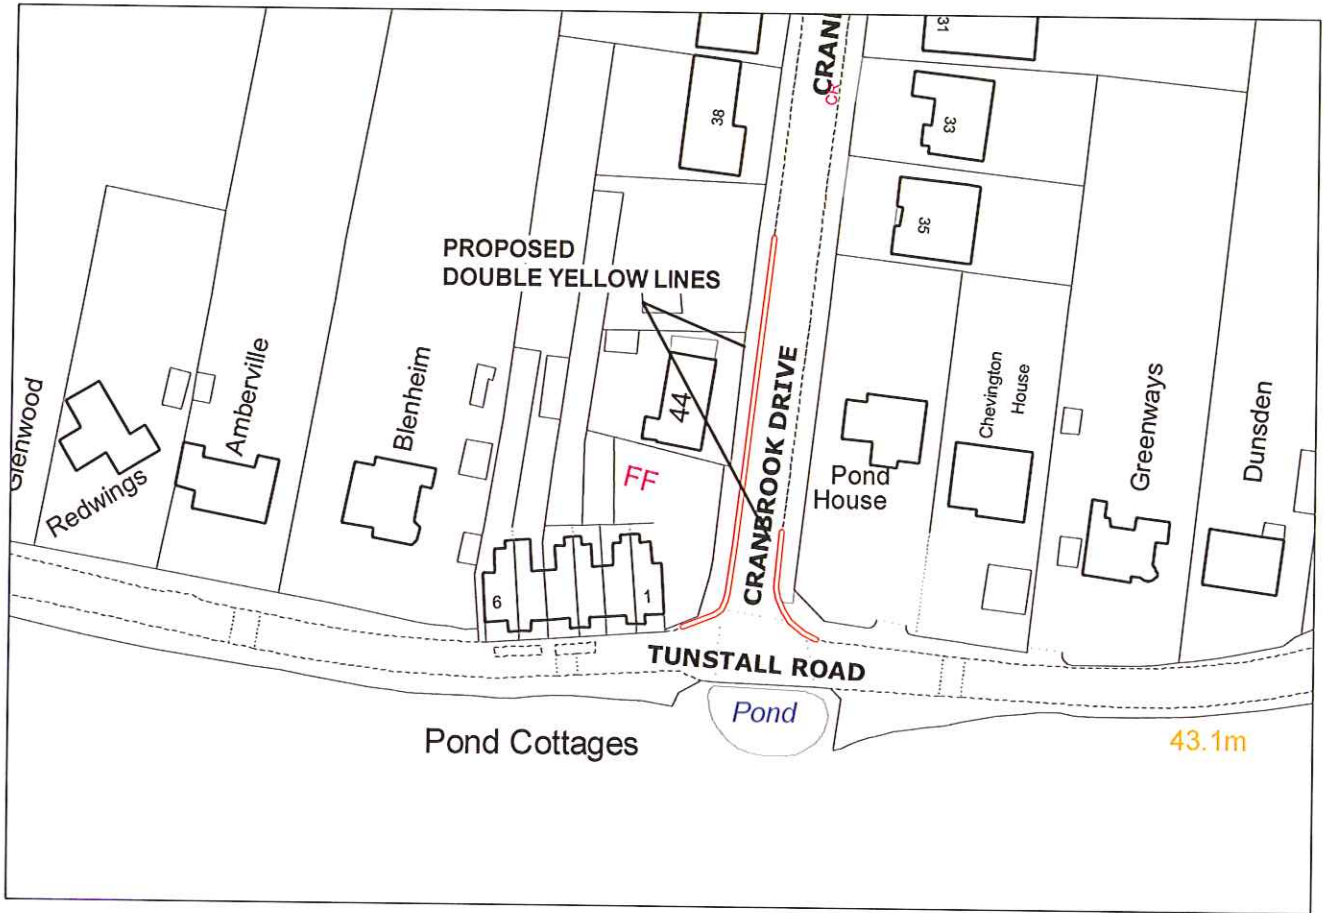 CRAN
CR
31
38
33
35
PROPOSED
DOUBLE YELLOW LINES
Glenwood
Redwings
Amberville
Blenheim
44
FF
CRANBROOK DRIVE
Pond
House
Chevington
House
Greenways
Dunsden
6
1
TUNSTALL ROAD
Pond
Pond Cottages
43.1m